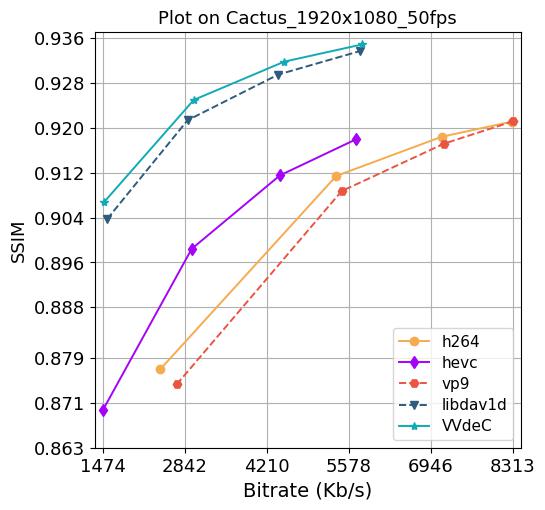 Plot on Cactus_1920x1080_50fps
SSIM
0.936
0.928
0.920
0.912
0.904
0.896
0.888
0.879
0.871
0.863
h264
hevc
vp9
libdav1d
VVdeC
1474 2842 4210 5578 6946 8313
Bitrate (Kb/s)